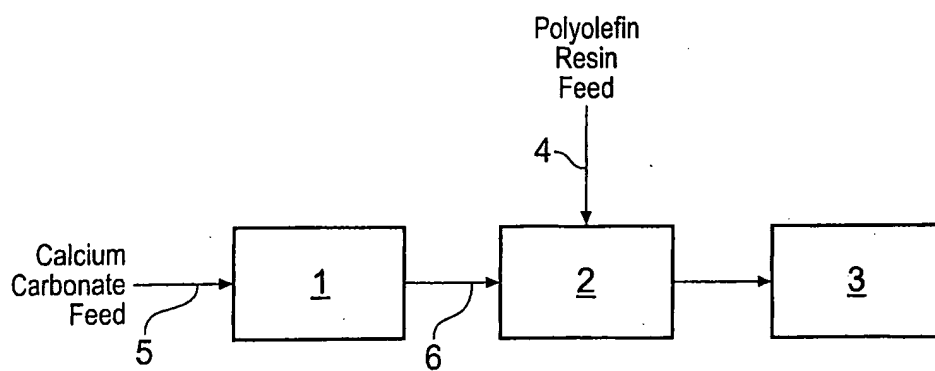 Polyolefin
Resin
Feed
4
Calcium
Carbonate
Feed
5
1
6
2
3